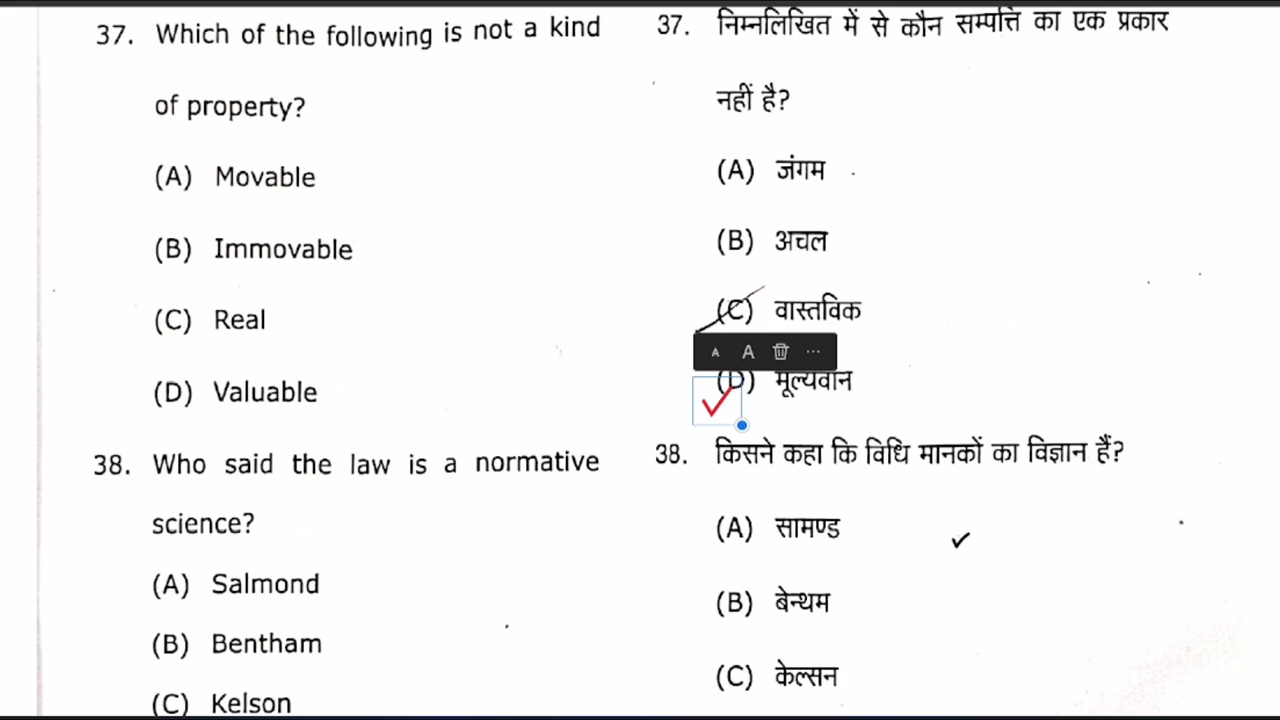 37. Which of the following is not a kind
of property?
(A) Movable
(B) Immovable
(C) Real
(D) Valuable
38. Who said the law is a normative
science?
(A) Salmond
(B) Bentham
(C) Kelson
37. निम्नलिखित में से कौन सम्पत्ति का एक प्रकार
नहीं है?
(A) जंगम
(B) अचल
(C) वास्तविक
A A ...
(D) मूल्यवान
38. किसने कहा कि विधि मानकों का विज्ञान हैं?
(A) सामण्ड
(B) बेन्थम
(C) केल्सन